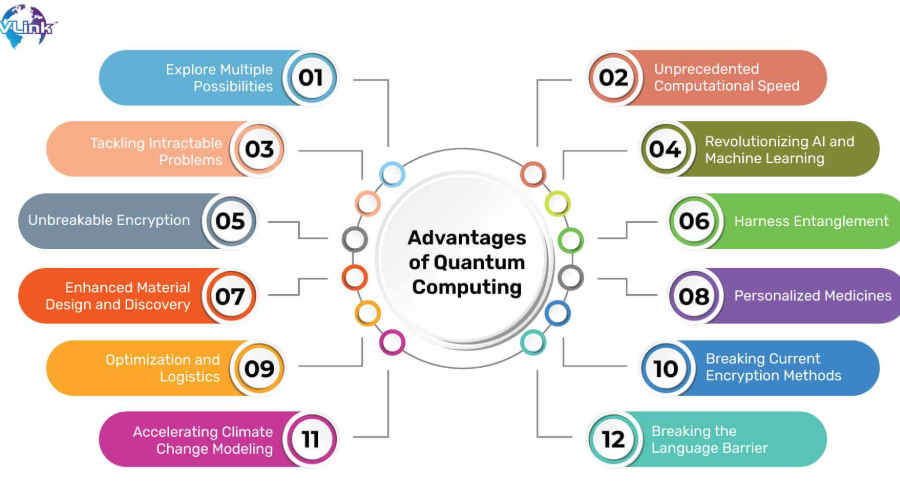 VLink
Explore Multiple
Possibilities
01
02
Unprecedented
Computational Speed
Tackling Intractable
Problems
03
04
Revolutionizing AI and
Machine Learning
Unbreakable Encryption
05
06
Harness Entanglement
Advantages
of Quantum
Computing
Enhanced Material
Design and Discovery
07
08
Personalized Medicines
Optimization and
Logistics
09
10
Breaking Current
Encryption Methods
Accelerating Climate
Change Modeling
11
12
Breaking the
Language Barrier